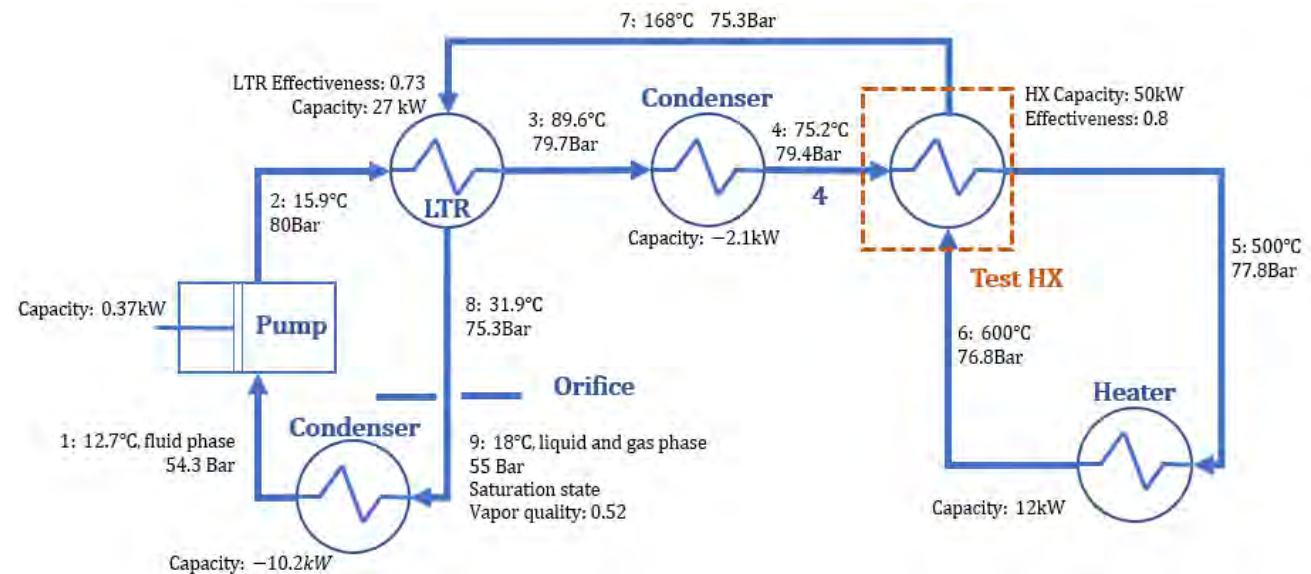 7: 168°C 75.3Bar
LTR Effectiveness: 0.73
Capacity: 27 kW
Condenser
HX Capacity: 50kW
Effectiveness: 0.8
3: 89.6°C
79.7Bar
4: 75.2°C
79.4Bar
4
2: 15.9°C
80Bar
LTR
Capacity: −2.1kW
5: 500°C
77.8Bar
Test HX
Capacity: 0.37kW
Pump
8: 31.9°C
75.3Bar
6: 600°C
76.8Bar
Orifice
Heater
1: 12.7°C, fluid phase
54.3 Bar
Condenser
9: 18°C, liquid and gas phase
55 Bar
Saturation state
Vapor quality: 0.52
Capacity: 12kW
Capacity: −10.2kW